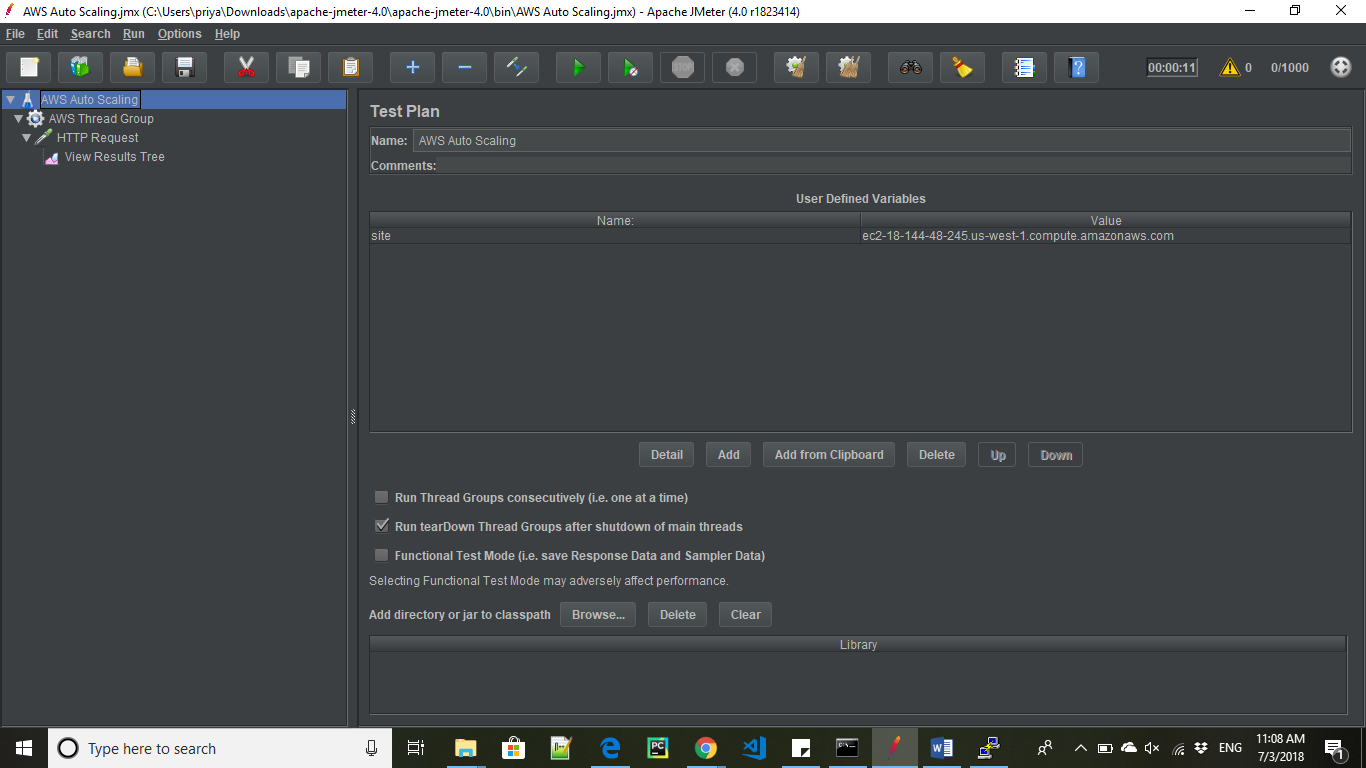 AWS Auto Scaling.jmx (C:\Users\priya\Downloads\apache-jmeter-4.0\apache-jmeter-4.0\bin\AWS Auto Scaling.jmx) - Apache JMeter (4.0 r1823414)
File Edit Search Run Options Help
STOP 00:00:11 0 0/1000
AWS Auto Scaling
AWS Thread Group
HTTP Request
View Results Tree
Test Plan
Name: AWS Auto Scaling
Comments:
User Defined Variables
Name: Value
site ec2-18-144-48-245.us-west-1.compute.amazonaws.com
Detail Add Add from Clipboard Delete Up Down
Run Thread Groups consecutively (i.e. one at a time)
Run tearDown Thread Groups after shutdown of main threads
Functional Test Mode (i.e. save Response Data and Sampler Data)
Selecting Functional Test Mode may adversely affect performance.
Add directory or jar to classpath Browse... Delete Clear
Library
Type here to search
PC
ENG
11:08 AM
7/3/2018
1